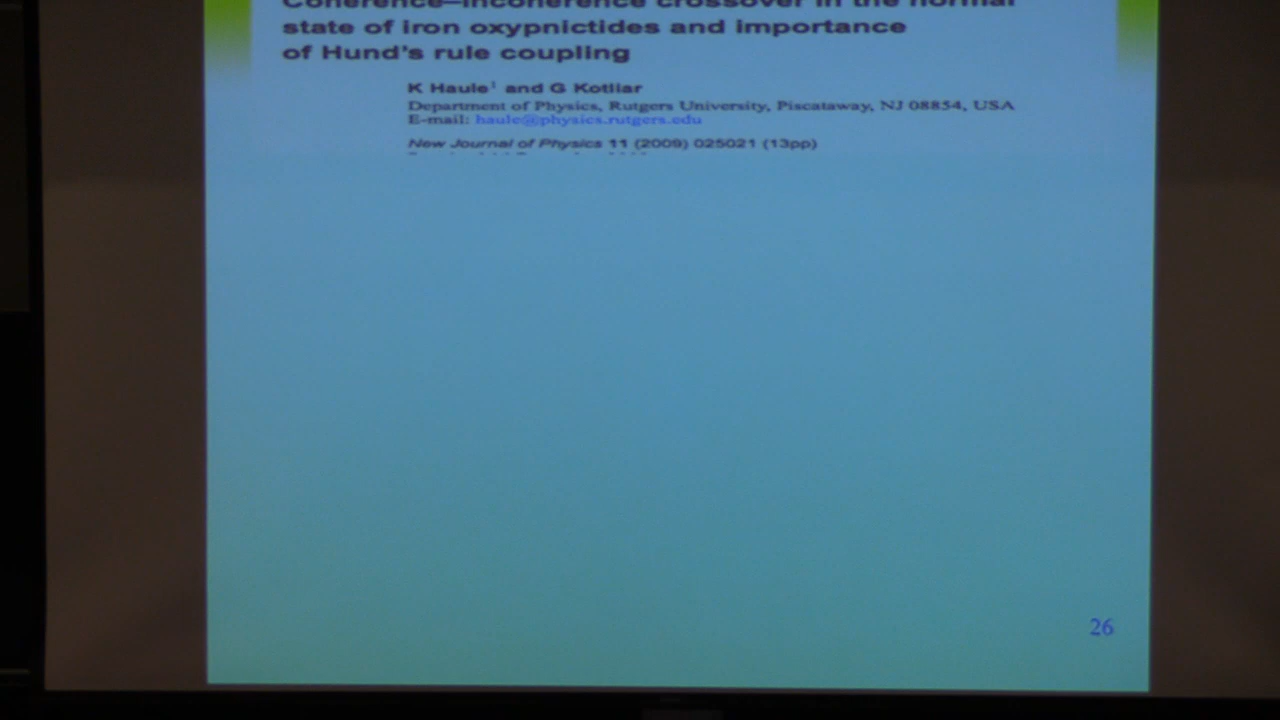 Coherence–incoherence crossover in the normal
state of iron oxypnictides and importance
of Hund's rule coupling
K Haule¹ and G Kotliar
Department of Physics, Rutgers University, Piscataway, NJ 08854, USA
E-mail: haule@physics.rutgers.edu
New Journal of Physics 11 (2009) 025021 (13pp)
26